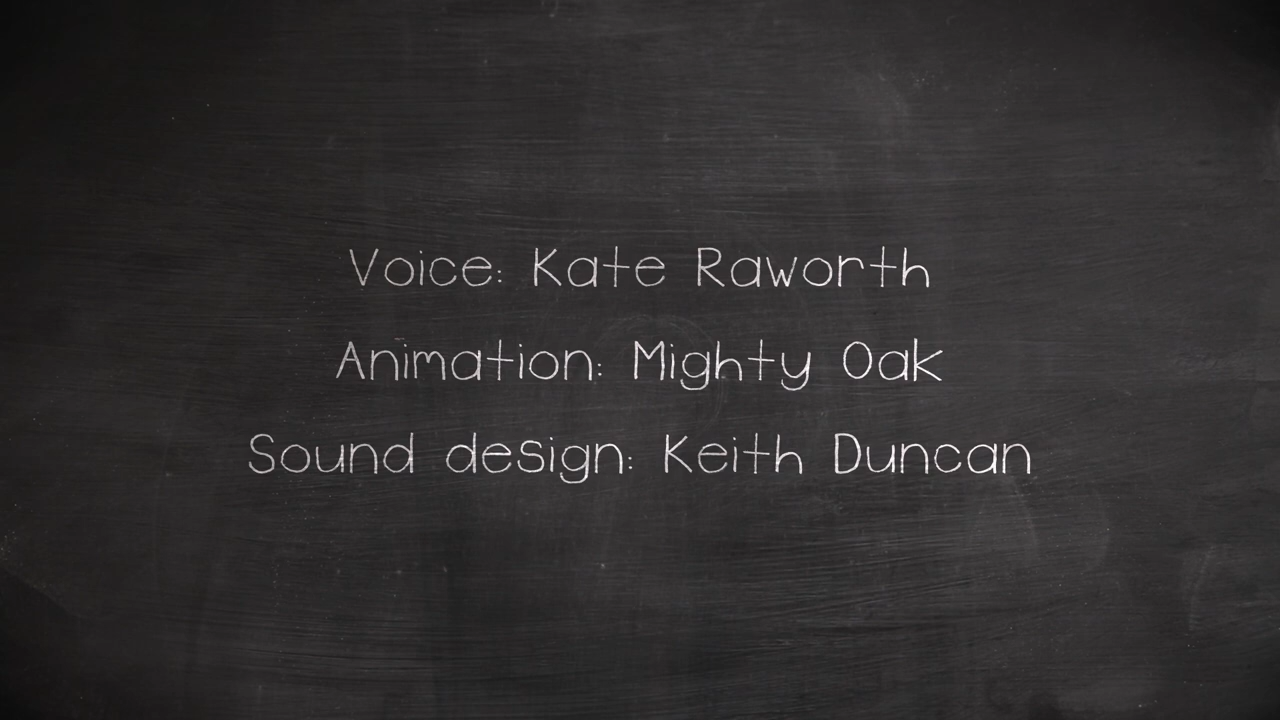 Voice: Kate Raworth
Animation: Mighty Oak
Sound design: Keith Duncan